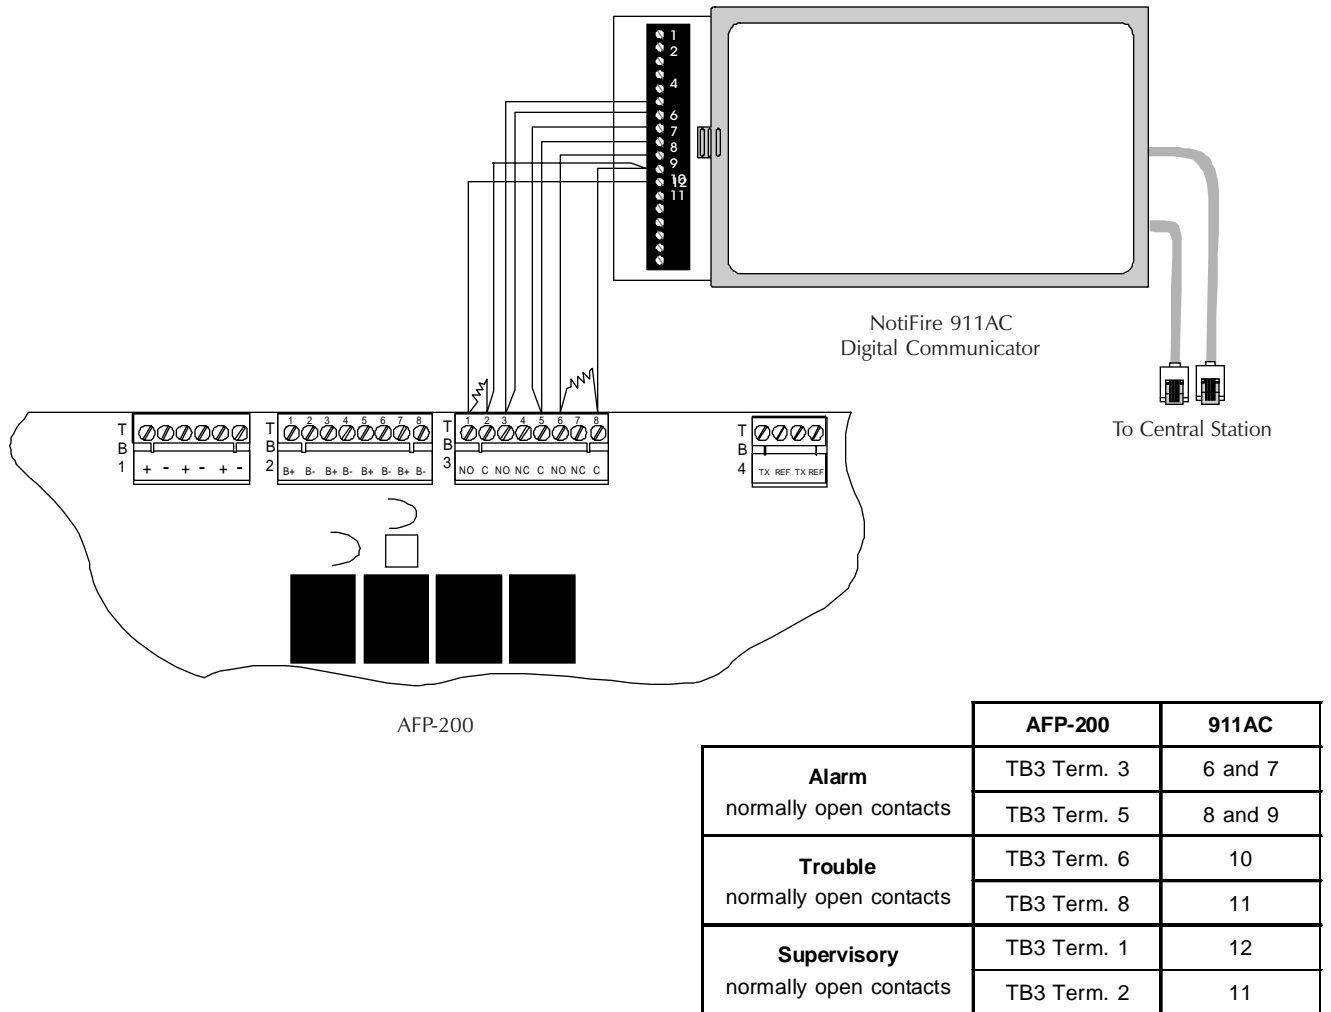 1
2
4
6
7
8
9
10
12
11
NotiFire 911AC
Digital Communicator
To Central Station
T B 1
+ - + - + -
T B 2
1 2 3 4 5 6 7 8
B+ B- B+ B- B+ B- B+ B-
T B 3
1 2 3 4 5 6 7 8
NO C NO NC C NO NC C
T B 4
TX REF TX REF
AFP-200
AFP-200 911AC
Alarm
normally open contacts
TB3 Term. 3 6 and 7
TB3 Term. 5 8 and 9
Trouble
normally open contacts
TB3 Term. 6 10
TB3 Term. 8 11
Supervisory
normally open contacts
TB3 Term. 1 12
TB3 Term. 2 11